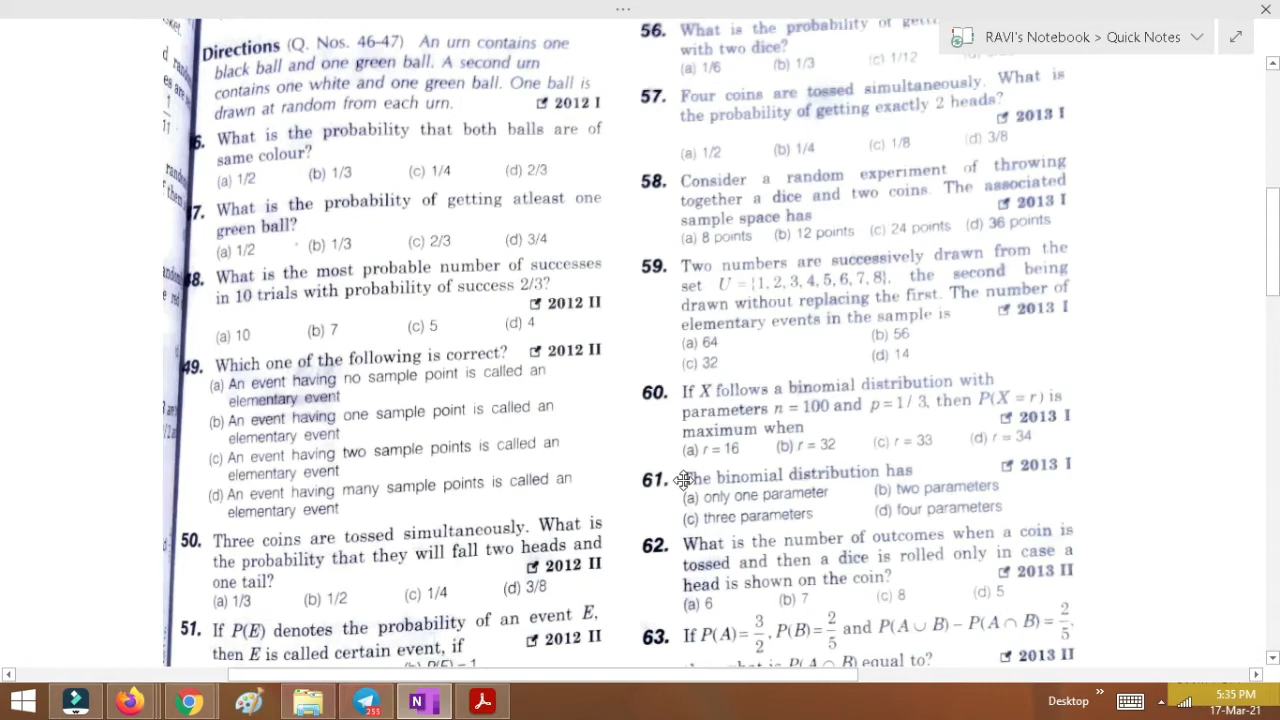 RAVI's Notebook > Quick Notes
Directions (Q. Nos. 46-47) An urn contains one
black ball and one green ball. A second urn
contains one white and one green ball. One ball is
drawn at random from each urn. 2012 I
6. What is the probability that both balls are of
same colour?
(a) 1/2 (b) 1/3 (c) 1/4 (d) 2/3
7. What is the probability of getting atleast one
green ball?
(a) 1/2 (b) 1/3 (c) 2/3 (d) 3/4
48. What is the most probable number of successes
in 10 trials with probability of success 2/3?
2012 II
(a) 10 (b) 7 (c) 5 (d) 4
49. Which one of the following is correct? 2012 II
(a) An event having no sample point is called an
elementary event
(b) An event having one sample point is called an
elementary event
(c) An event having two sample points is called an
elementary event
(d) An event having many sample points is called an
elementary event
50. Three coins are tossed simultaneously. What is
the probability that they will fall two heads and
one tail? 2012 II
(a) 1/3 (b) 1/2 (c) 1/4 (d) 3/8
51. If P(E) denotes the probability of an event E,
then E is called certain event, if 2012 II
56. What is the probability of
with two dice?
(a) 1/6 (b) 1/3 (c) 1/12
57. Four coins are tossed simultaneously. What is
the probability of getting exactly 2 heads?
2013 I
(a) 1/2 (b) 1/4 (c) 1/8 (d) 3/8
58. Consider a random experiment of throwing
together a dice and two coins. The associated
sample space has 2013 I
(a) 8 points (b) 12 points (c) 24 points (d) 36 points
59. Two numbers are successively drawn from the
set U = {1, 2, 3, 4, 5, 6, 7, 8}, the second being
drawn without replacing the first. The number of
elementary events in the sample is 2013 I
(a) 64 (b) 56
(c) 32 (d) 14
60. If X follows a binomial distribution with
parameters n = 100 and p = 1/3, then P(X = r) is
maximum when 2013 I
(a) r = 16 (b) r = 32 (c) r = 33 (d) r = 34
61. The binomial distribution has 2013 I
(a) only one parameter (b) two parameters
(c) three parameters (d) four parameters
62. What is the number of outcomes when a coin is
tossed and then a dice is rolled only in case a
head is shown on the coin? 2013 II
(a) 6 (b) 7 (c) 8 (d) 5
63. If P(A) = 3/2, P(B) = 2/5 and P(A ∪ B) − P(A ∩ B) = 2/5,
what is P(A ∩ B) equal to? 2013 II
255
Desktop
5:35 PM
17-Mar-21